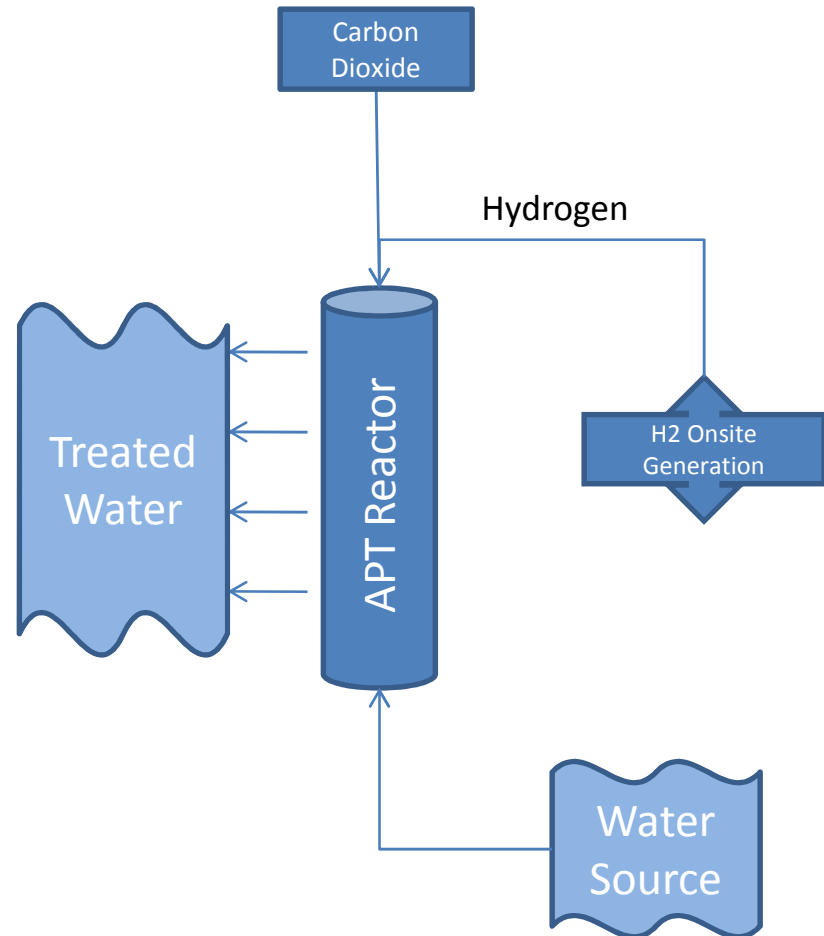 Carbon
Dioxide
Hydrogen
Treated
Water
APT Reactor
H2 Onsite
Generation
Water
Source